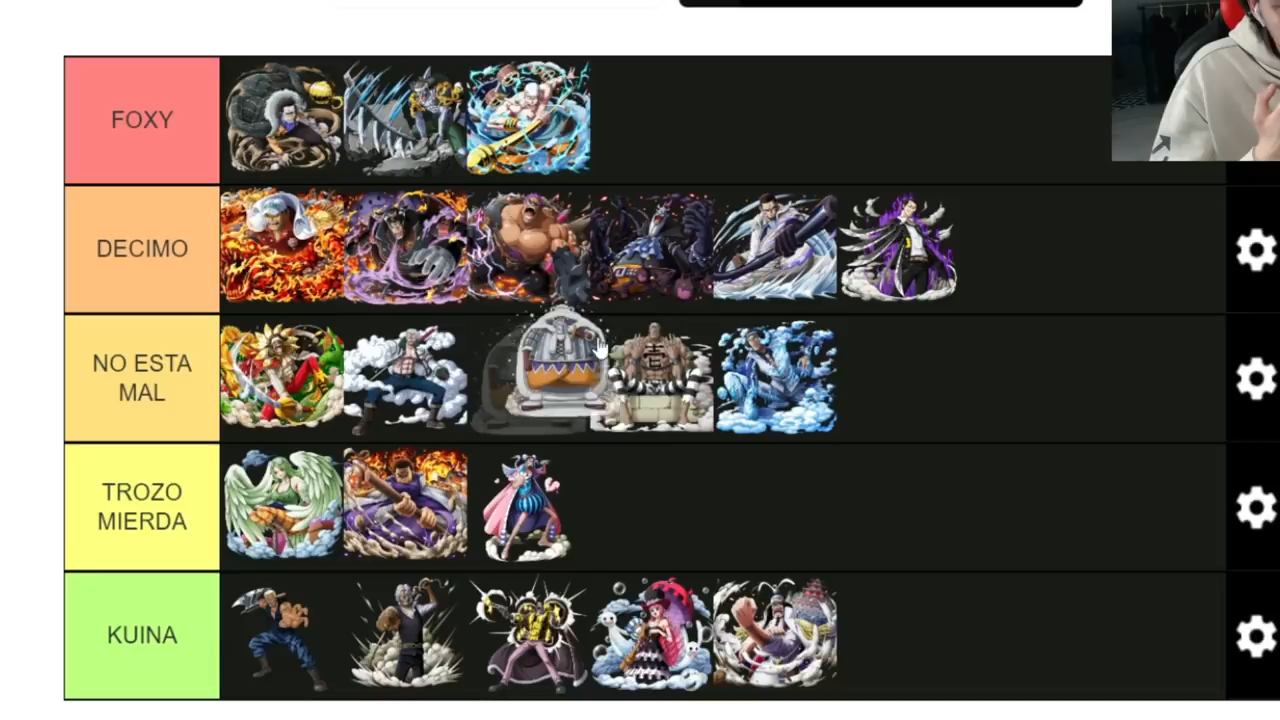 FOXY
DECIMO
NO ESTA
MAL
TROZO
MIERDA
KUINA